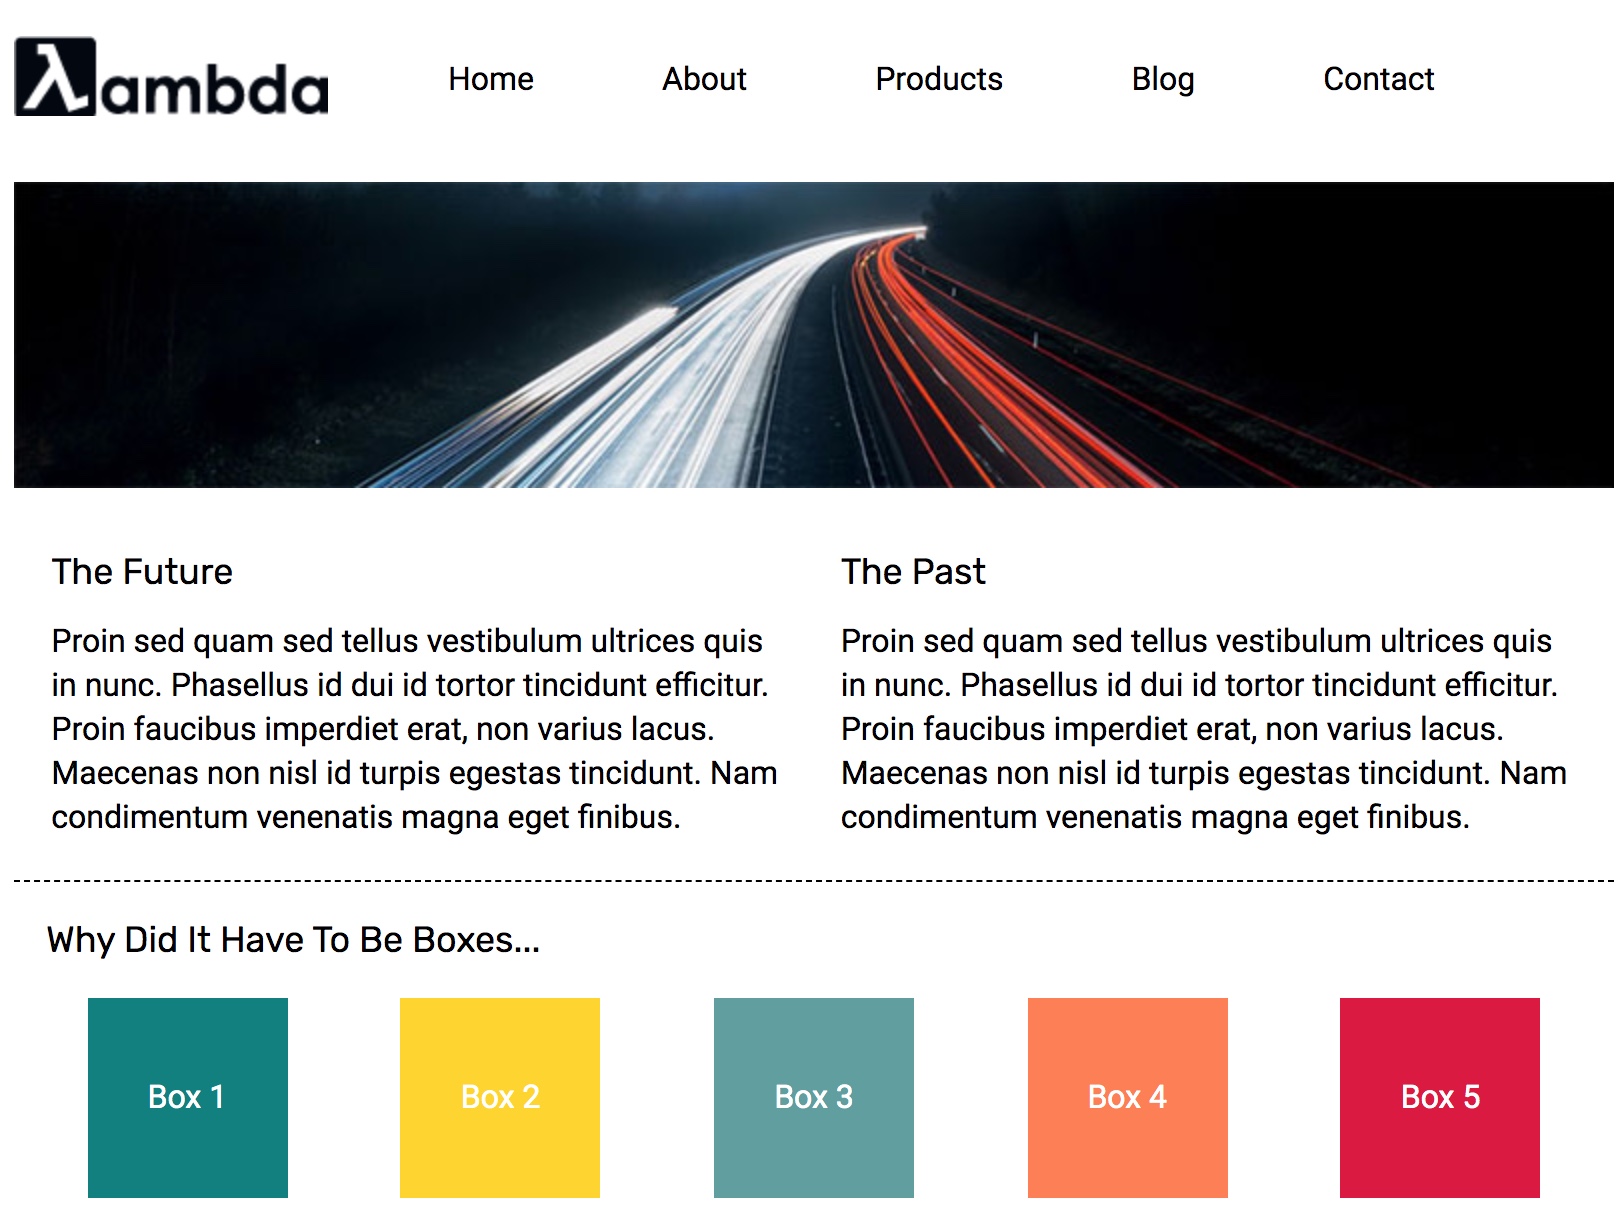 λambda
Home About Products Blog Contact
The Future
Proin sed quam sed tellus vestibulum ultrices quis
in nunc. Phasellus id dui id tortor tincidunt efficitur.
Proin faucibus imperdiet erat, non varius lacus.
Maecenas non nisl id turpis egestas tincidunt. Nam
condimentum venenatis magna eget finibus.
The Past
Proin sed quam sed tellus vestibulum ultrices quis
in nunc. Phasellus id dui id tortor tincidunt efficitur.
Proin faucibus imperdiet erat, non varius lacus.
Maecenas non nisl id turpis egestas tincidunt. Nam
condimentum venenatis magna eget finibus.
Why Did It Have To Be Boxes...
Box 1 Box 2 Box 3 Box 4 Box 5